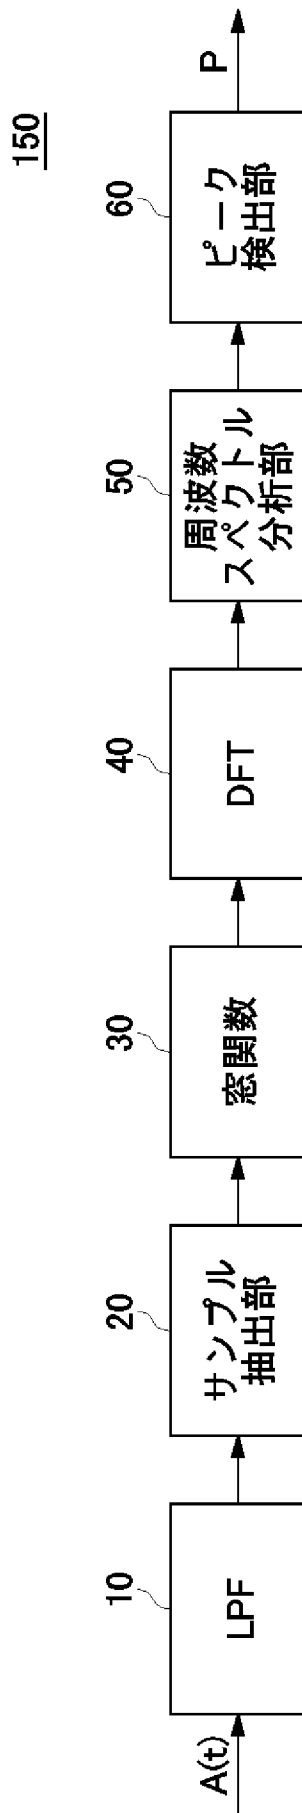 150
A(t)
10
LPF
20
サンプル
抽出部
30
窓関数
40
DFT
50
周波数
スペクトル
分析部
60
ピーク
検出部
P